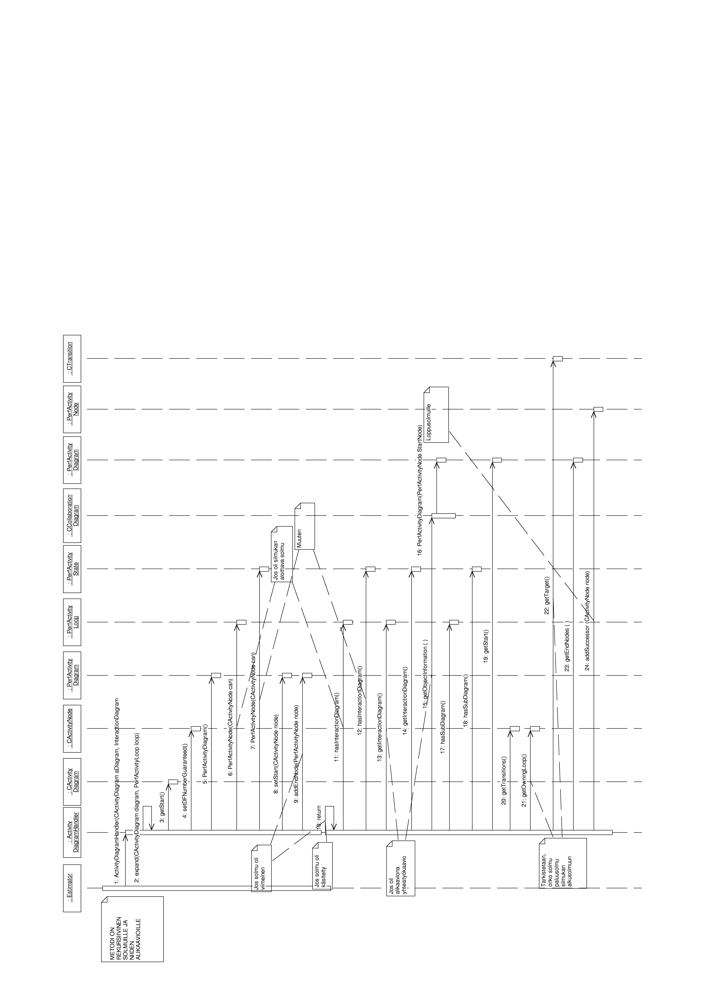 : Estimator
: Activity
DiagramHandler
: CActivity
Diagram
: CActivityNode
: PerfActivity
Diagram
: PerfActivity
Loop
: PerfActivity
State
: CCollaboration
Diagram
: PerfActivity
Diagram
: PerfActivity
Node
: CTransition
METODI ON
REKURSIIVINEN
SOLMUILLE JA
NIIDEN
ALIKAAVIOILLE
1: ActivityDiagramHandler(CActivityDiagram aDiagram, InteractionDiagram
2: expand(CActivityDiagram diagram, PerfActivityLoop loop)
3: getStart()
4: setDFNumberGuaranteed()
5: PerfActivityDiagram()
6: PerfActivityNode(CActivityNode can)
7: PerfActivityNode(CActivityNode can)
Jos solmu oli
viimeinen
Jos oli silmukan
aloittava solmu
8: setStart(CActivityNode node)
9: addEndNode(PerfActivityNode node)
Muuten
10: return
Jos solmu oli
käsitelty
11: hasInteractionDiagram()
12: hasInteractionDiagram()
13: getInteractionDiagram()
Jos oli
alikaaviona
yhteistyökaavio
14: getInteractionDiagram()
15: getObjectInformation ( )
16: PerfActivityDiagram(PerfActivityNode StartNode)
Loppusolmuille
17: hasSubDiagram()
18: hasSubDiagram()
19: getStart()
20: getTransitions()
21: getOwningLoop()
Tarkistetaan,
onko solmu
paluusolmu
silmukan
alkusolmuun
22: getTarget()
23: getEndNodes ( )
24: addSuccessor (CActivityNode node)